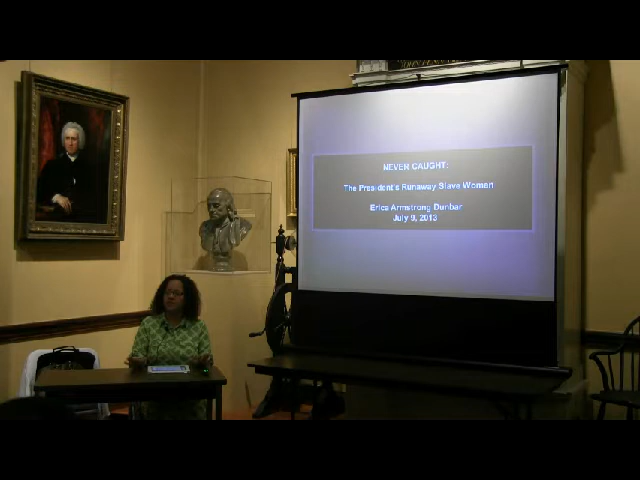 NEVER CAUGHT:
The President's Runaway Slave Woman
Erica Armstrong Dunbar
July 9, 2013